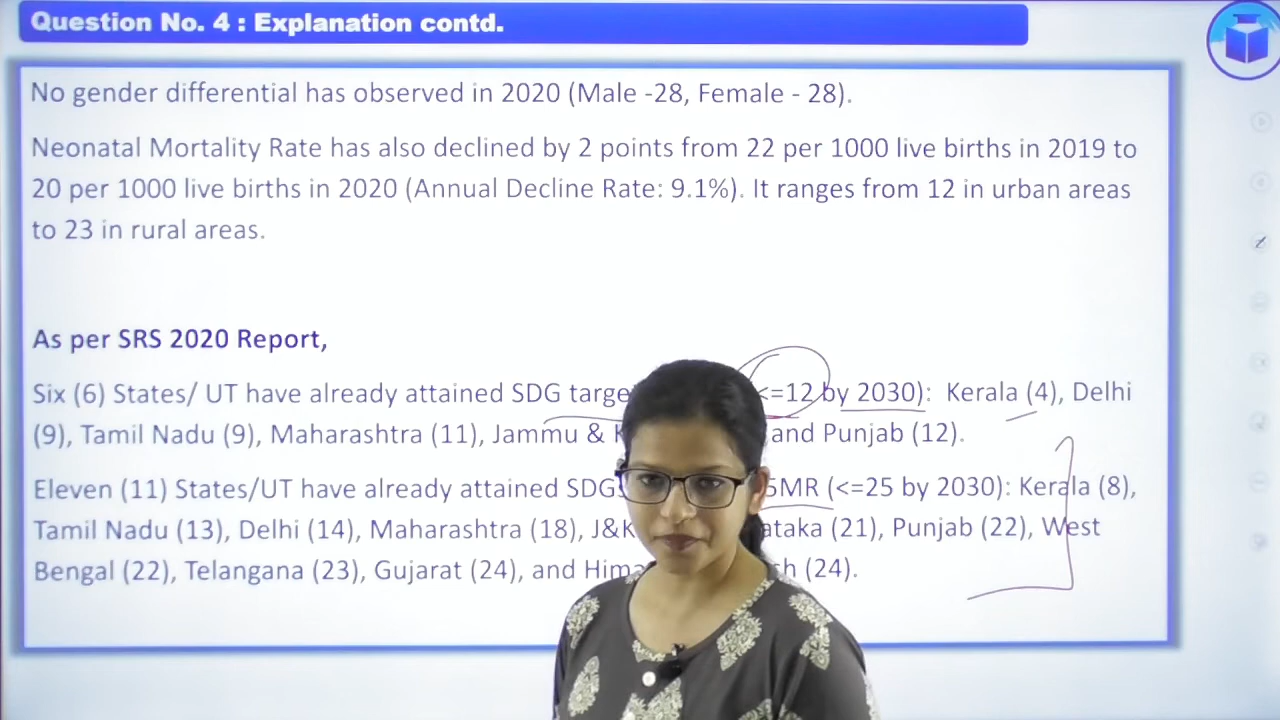 Question No. 4 : Explanation contd.
No gender differential has observed in 2020 (Male -28, Female - 28).
Neonatal Mortality Rate has also declined by 2 points from 22 per 1000 live births in 2019 to
20 per 1000 live births in 2020 (Annual Decline Rate: 9.1%). It ranges from 12 in urban areas
to 23 in rural areas.
As per SRS 2020 Report,
Six (6) States/ UT have already attained SDG <=12 by 2030): Kerala (4), Delhi
(9), Tamil Nadu (9), Maharashtra (11), Jammu & and Punjab (12).
Eleven (11) States/UT have already attained (<=25 by 2030): Kerala (8),
Tamil Nadu (13), Delhi (14), Maharashtra (18), (21), Punjab (22), West
Bengal (22), Telangana (23), Gujarat (24), and (24).